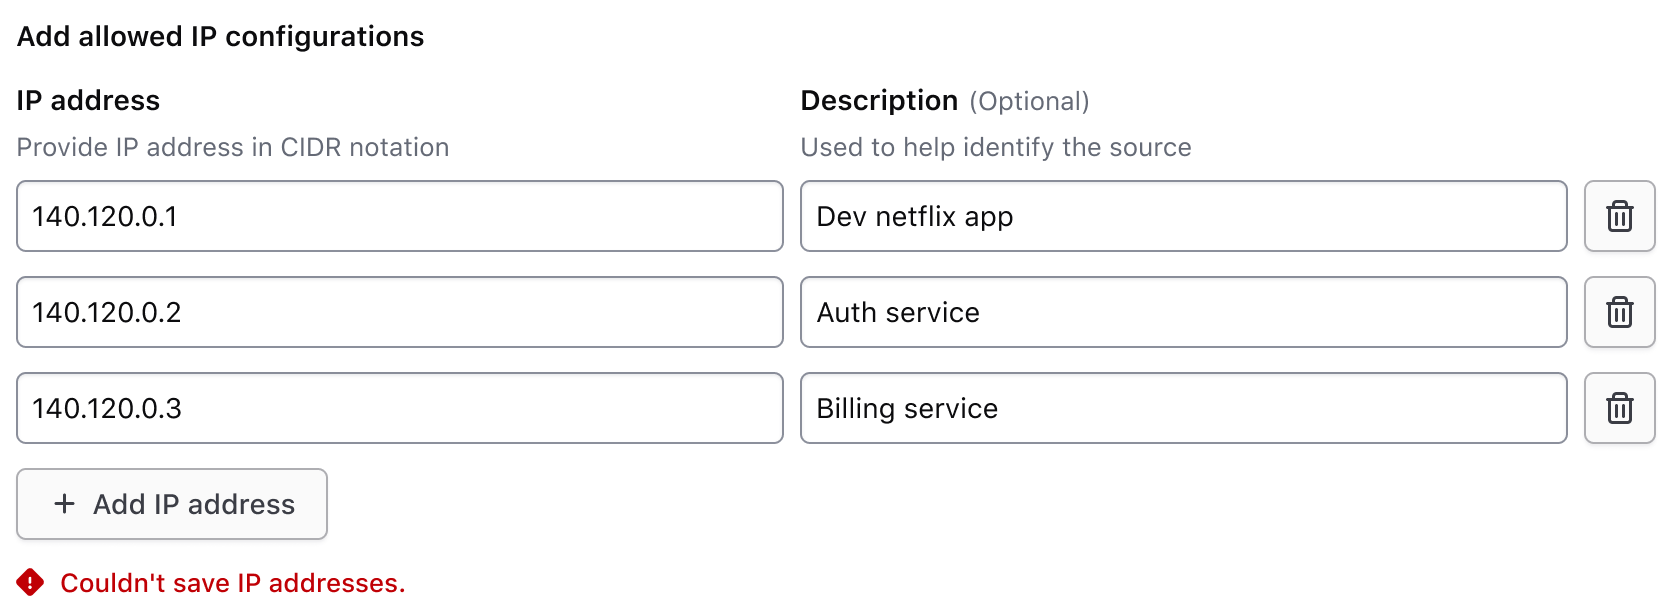 Add allowed IP configurations
IP address
Description (Optional)
Provide IP address in CIDR notation
Used to help identify the source
140.120.0.1
Dev netflix app
140.120.0.2
Auth service
140.120.0.3
Billing service
+ Add IP address
Couldn't save IP addresses.